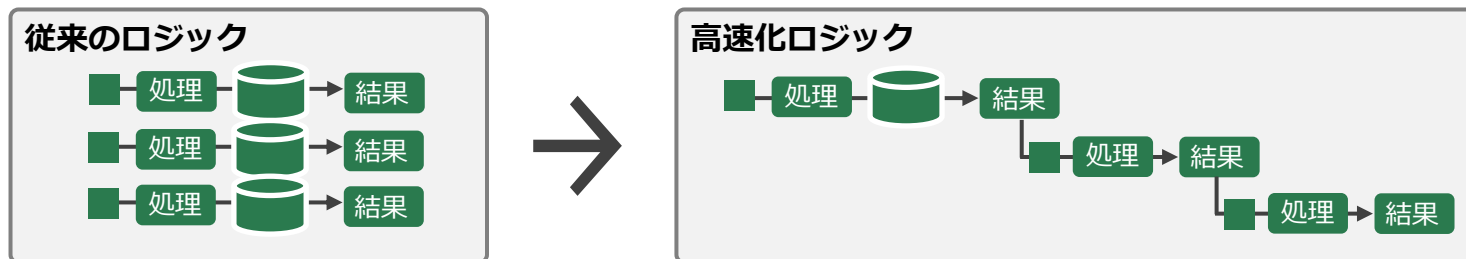 従来のロジック
処理
結果
処理
結果
処理
結果
高速化ロジック
処理
結果
処理
結果
処理
結果